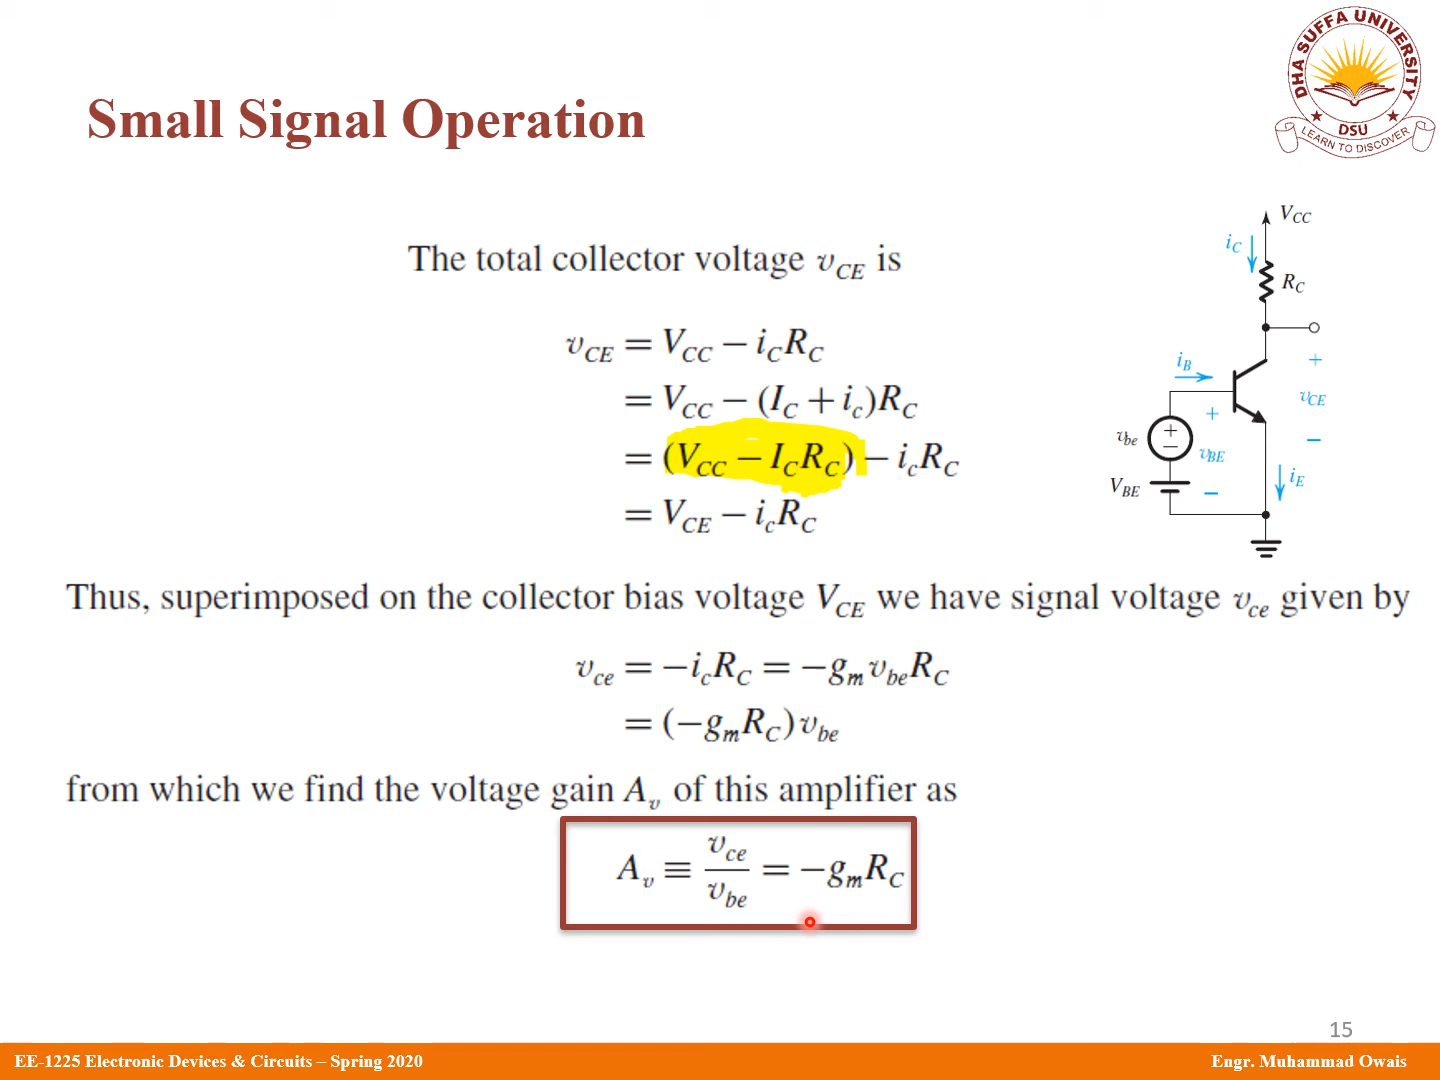 DHA SUFFA UNIVERSITY
DSU
LEARN TO DISCOVER
Small Signal Operation
The total collector voltage v_CE is
v_CE = V_CC − i_C R_C
= V_CC − (I_C + i_c)R_C
= (V_CC − I_C R_C) − i_c R_C
= V_CE − i_c R_C
V_CC
i_C
R_C
i_B
+
v_CE
−
v_be
+
−
+
v_BE
−
V_BE
i_E
Thus, superimposed on the collector bias voltage V_CE we have signal voltage v_ce given by
v_ce = −i_c R_C = −g_m v_be R_C
= (−g_m R_C)v_be
from which we find the voltage gain A_v of this amplifier as
A_v ≡ v_ce / v_be = −g_m R_C
15
EE-1225 Electronic Devices & Circuits – Spring 2020
Engr. Muhammad Owais